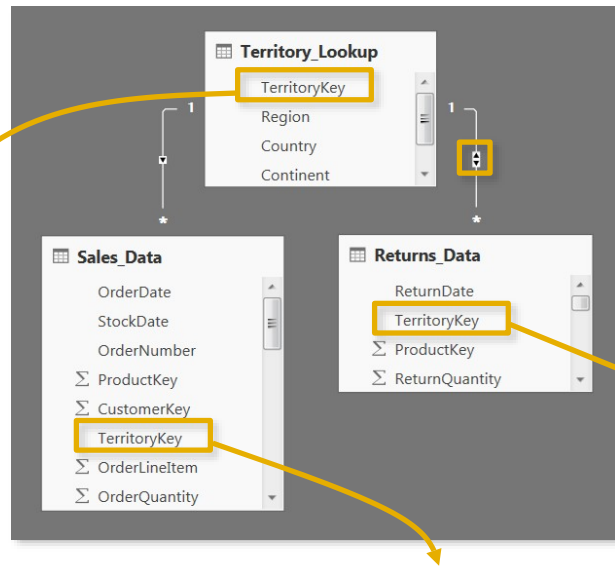 Territory_Lookup
TerritoryKey
Region
Country
Continent
1
1
*
*
Sales_Data
OrderDate
StockDate
OrderNumber
∑ ProductKey
∑ CustomerKey
TerritoryKey
∑ OrderLineItem
∑ OrderQuantity
Returns_Data
ReturnDate
TerritoryKey
∑ ProductKey
∑ ReturnQuantity